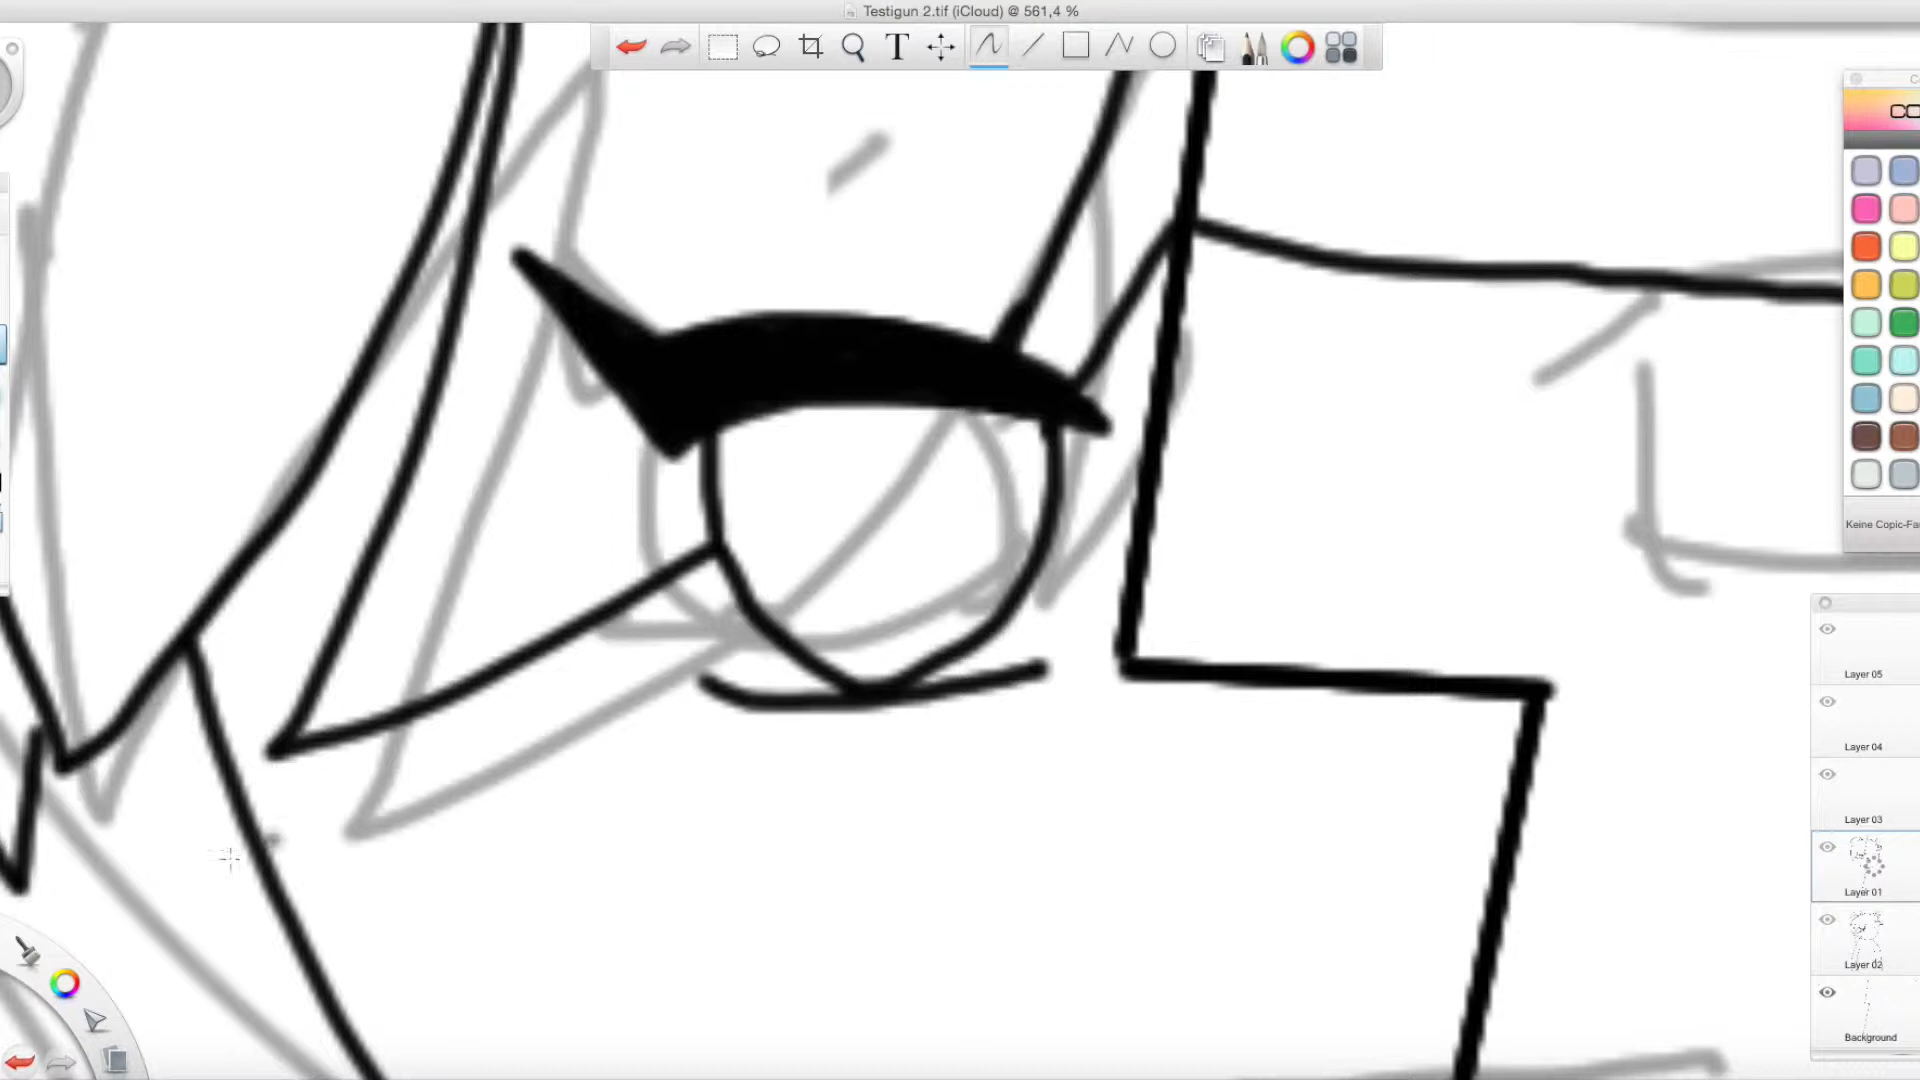 Testigun 2.tif (iCloud) @ 561,4 %
T
Keine Copic-Fa
Layer 05
Layer 04
Layer 03
Layer 01
Layer 02
Background